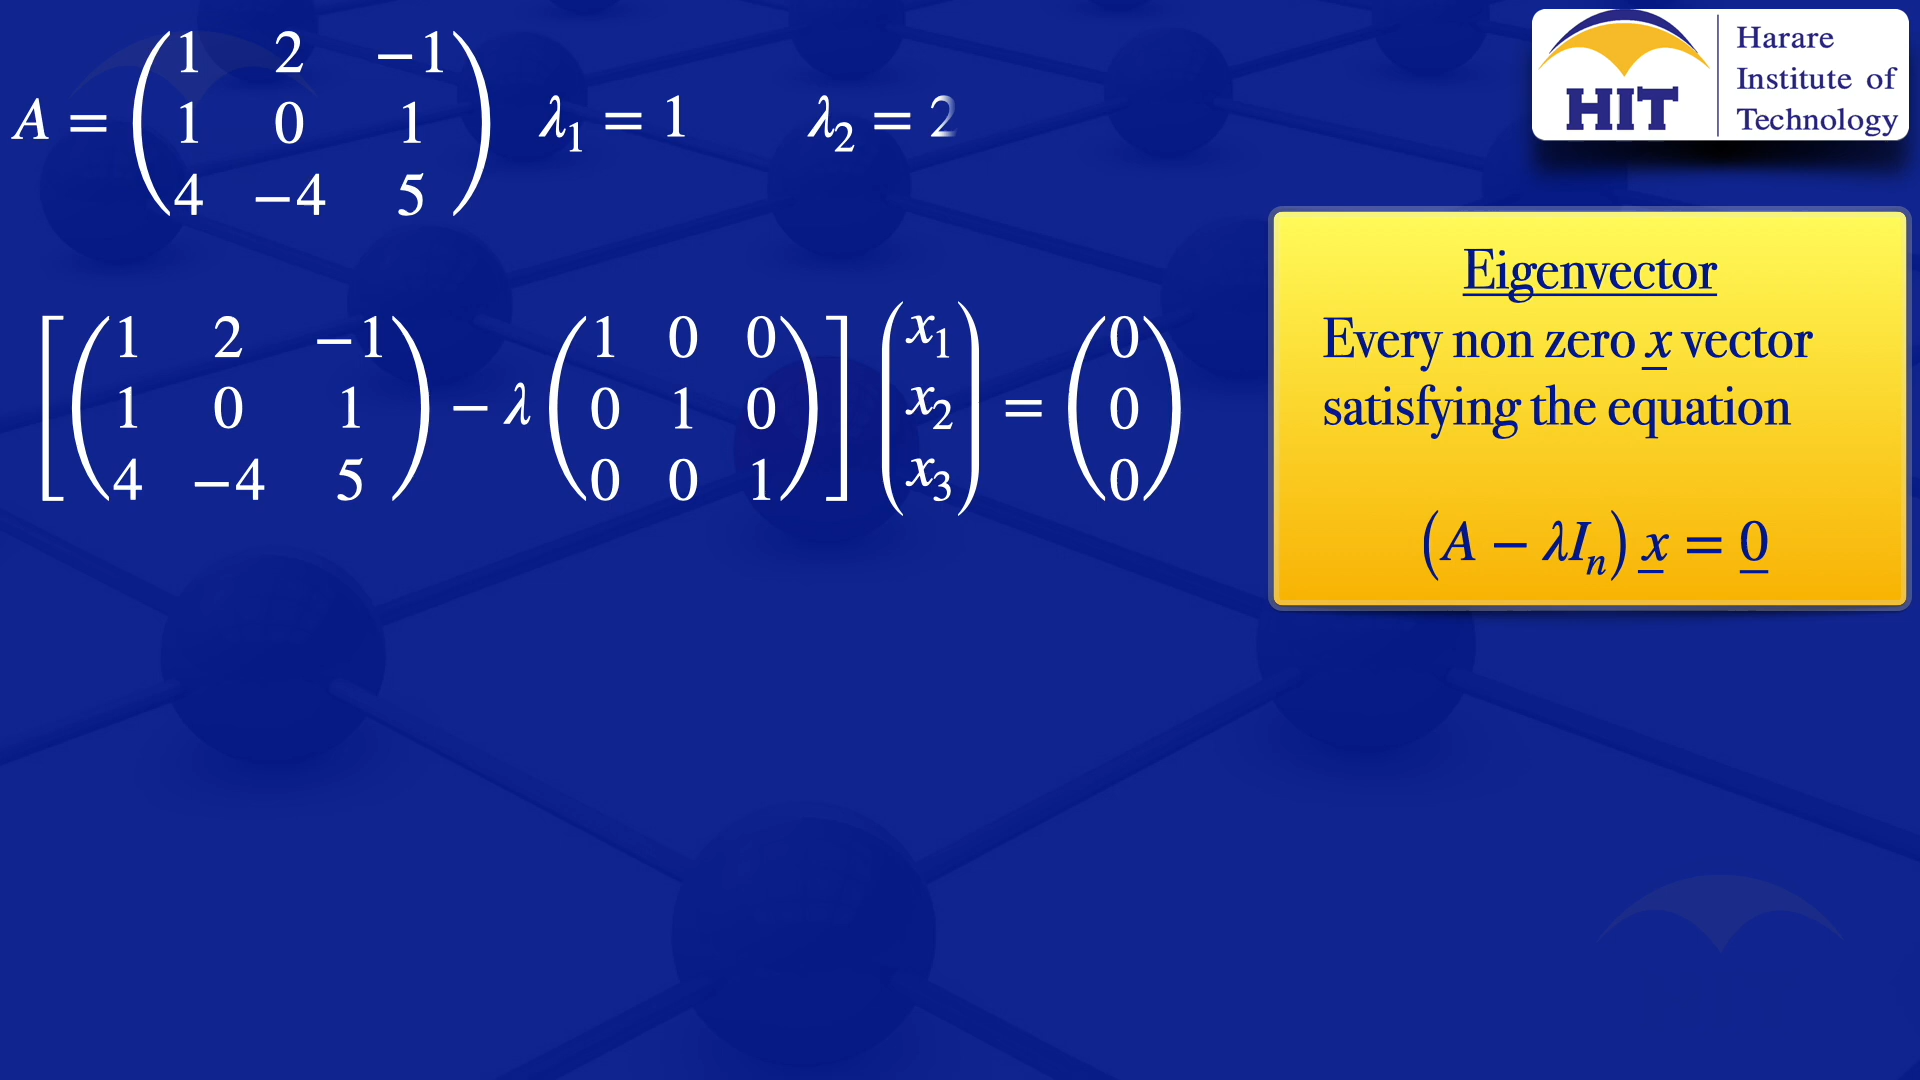 A = ( 1 2 −1 ) λ₁ = 1 λ₂ = 2
1 0 1
4 −4 5
HIT
Harare
Institute of
Technology
[ ( 1 2 −1 ) − λ ( 1 0 0 ) ] ( x₁ ) = ( 0 )
1 0 1 0 1 0 x₂ 0
4 −4 5 0 0 1 x₃ 0
Eigenvector
Every non zero x vector
satisfying the equation
(A − λIₙ) x = 0